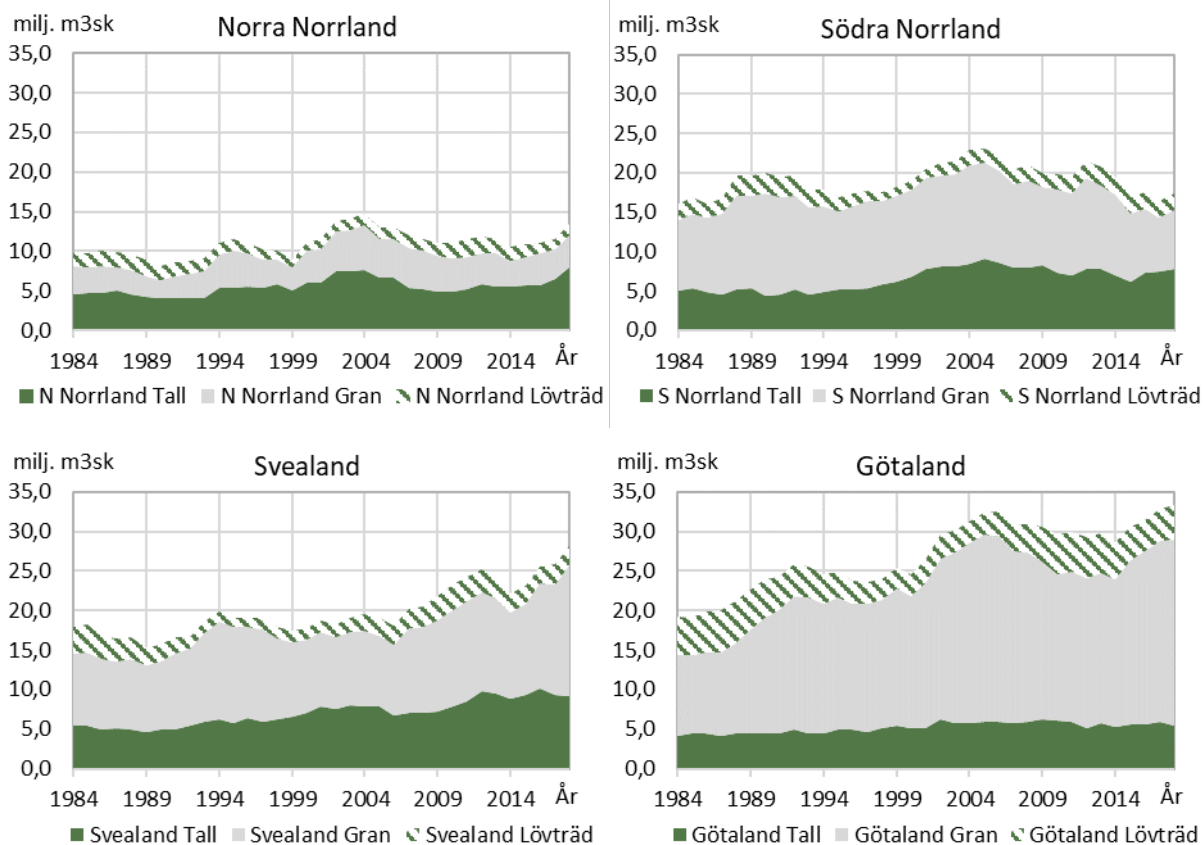 milj. m3sk
Norra Norrland
35,0
30,0
25,0
20,0
15,0
10,0
5,0
0,0
1984 1989 1994 1999 2004 2009 2014 År
N Norrland Tall N Norrland Gran N Norrland Lövträd
milj. m3sk
Södra Norrland
35,0
30,0
25,0
20,0
15,0
10,0
5,0
0,0
1984 1989 1994 1999 2004 2009 2014 År
S Norrland Tall S Norrland Gran S Norrland Lövträd
milj. m3sk
Svealand
35,0
30,0
25,0
20,0
15,0
10,0
5,0
0,0
1984 1989 1994 1999 2004 2009 2014 År
Svealand Tall Svealand Gran Svealand Lövträd
milj. m3sk
Götaland
35,0
30,0
25,0
20,0
15,0
10,0
5,0
0,0
1984 1989 1994 1999 2004 2009 2014 År
Götaland Tall Götaland Gran Götaland Lövträd